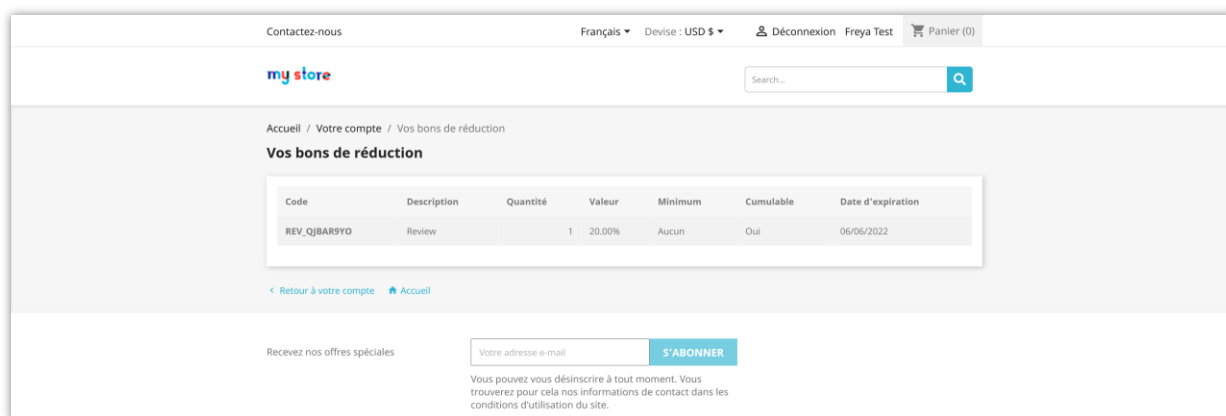 Contactez-nous Français Devise : USD $ Déconnexion Freya Test Panier (0)
my store Search...
Accueil / Votre compte / Vos bons de réduction
Vos bons de réduction
Code Description Quantité Valeur Minimum Cumulable Date d'expiration
REV_QJBAR9YO Review 1 20.00% Aucun Oui 06/06/2022
Retour à votre compte Accueil
Recevez nos offres spéciales Votre adresse e-mail S'ABONNER
Vous pouvez vous désinscrire à tout moment. Vous
trouverez pour cela nos informations de contact dans les
conditions d'utilisation du site.